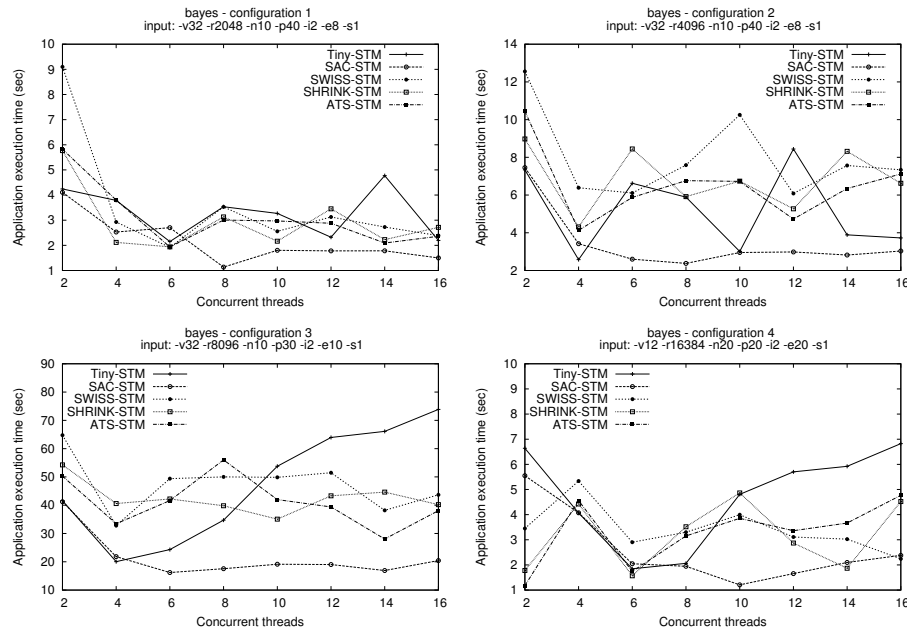 bayes - configuration 1
input: -v32 -r2048 -n10 -p40 -i2 -e8 -s1
Application execution time (sec)
10
9
8
7
6
5
4
3
2
1
Tiny-STM
SAC-STM
SWISS-STM
SHRINK-STM
ATS-STM
2 4 6 8 10 12 14 16
Concurrent threads
bayes - configuration 2
input: -v32 -r4096 -n10 -p40 -i2 -e8 -s1
Application execution time (sec)
14
12
10
8
6
4
2
Tiny-STM
SAC-STM
SWISS-STM
SHRINK-STM
ATS-STM
2 4 6 8 10 12 14 16
Concurrent threads
bayes - configuration 3
input: -v32 -r8096 -n10 -p30 -i2 -e10 -s1
Application execution time (sec)
90
80
70
60
50
40
30
20
10
Tiny-STM
SAC-STM
SWISS-STM
SHRINK-STM
ATS-STM
2 4 6 8 10 12 14 16
Concurrent threads
bayes - configuration 4
input: -v12 -r16384 -n20 -p20 -i2 -e20 -s1
Application execution time (sec)
10
9
8
7
6
5
4
3
2
1
Tiny-STM
SAC-STM
SWISS-STM
SHRINK-STM
ATS-STM
2 4 6 8 10 12 14 16
Concurrent threads